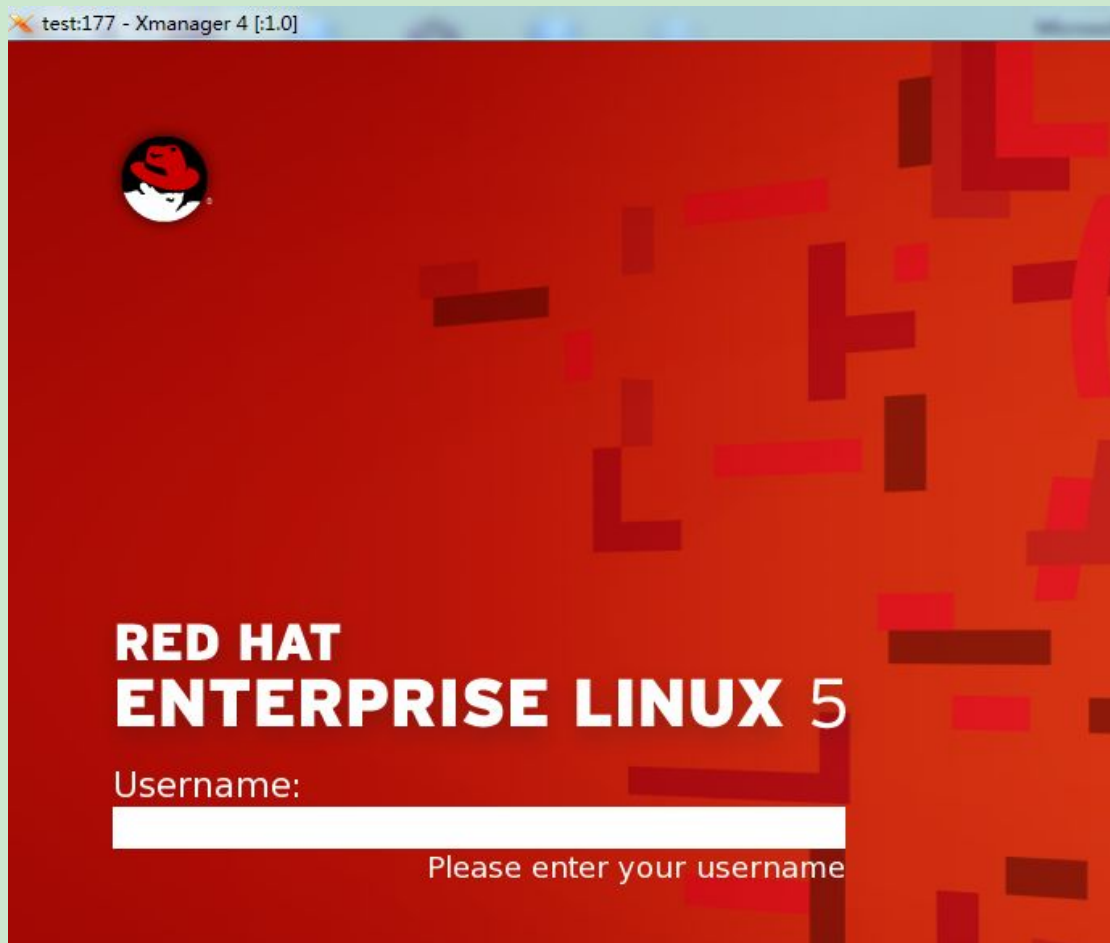 test:177 - Xmanager 4 [:1.0]
RED HAT
ENTERPRISE LINUX 5
Username:
Please enter your username